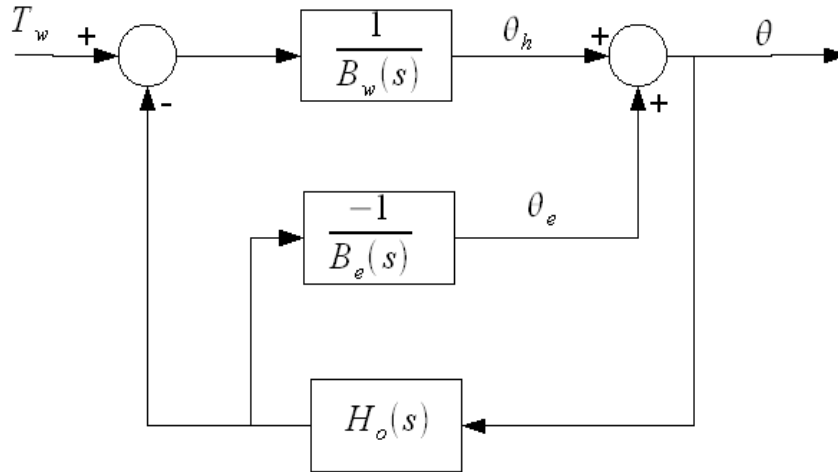 T_w
+
-
1
B_w(s)
θ_h
+
+
θ
-1
B_e(s)
θ_e
H_o(s)